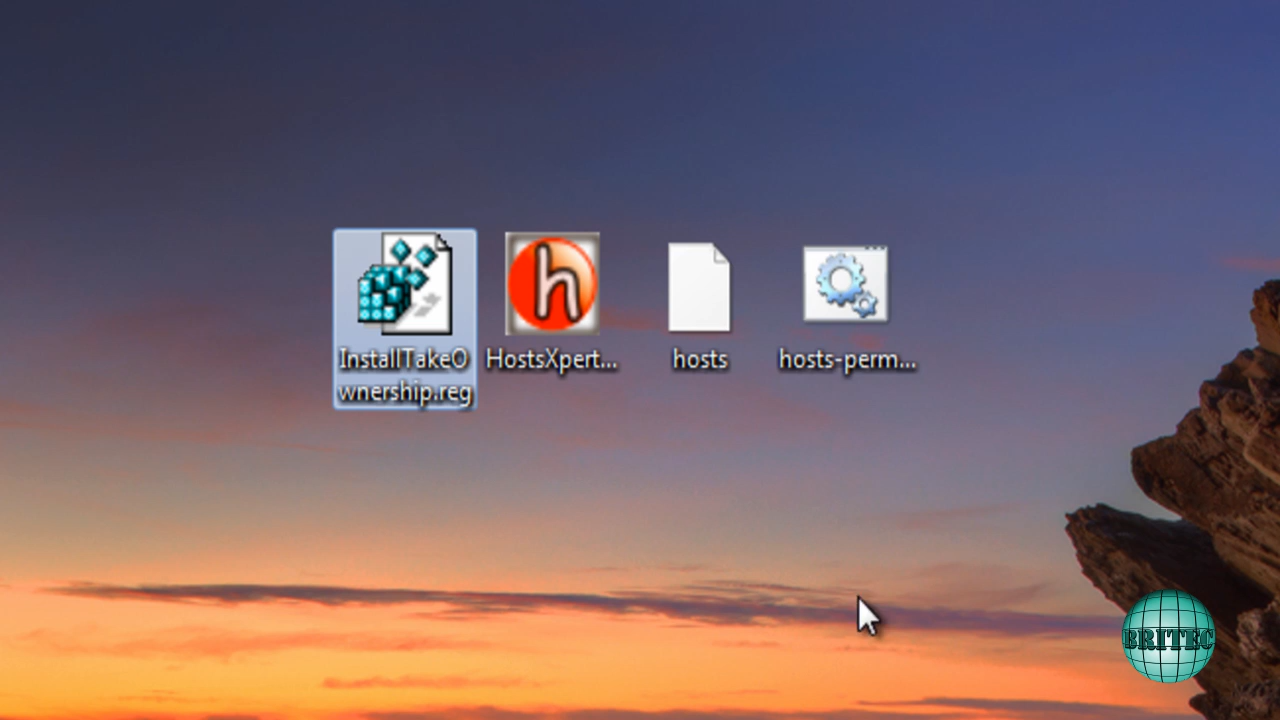 InstallTakeO
wnership.reg
HostsXpert...
hosts
hosts-perm...
BRITEC